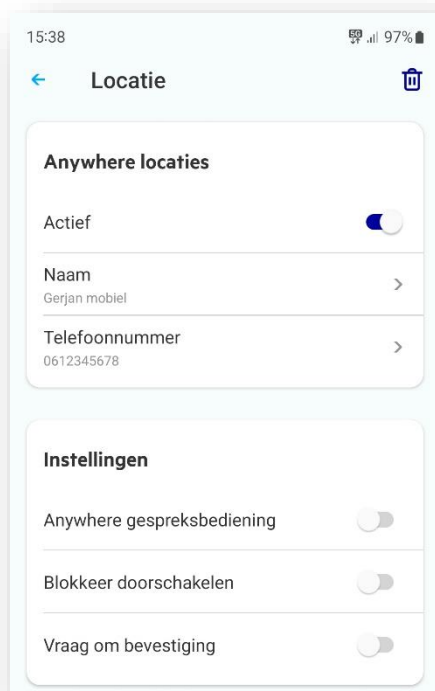 15:38
5G 97%
Locatie
Anywhere locaties
Actief
Naam
Gerjan mobiel
Telefoonnummer
0612345678
Instellingen
Anywhere gespreksbediening
Blokkeer doorschakelen
Vraag om bevestiging